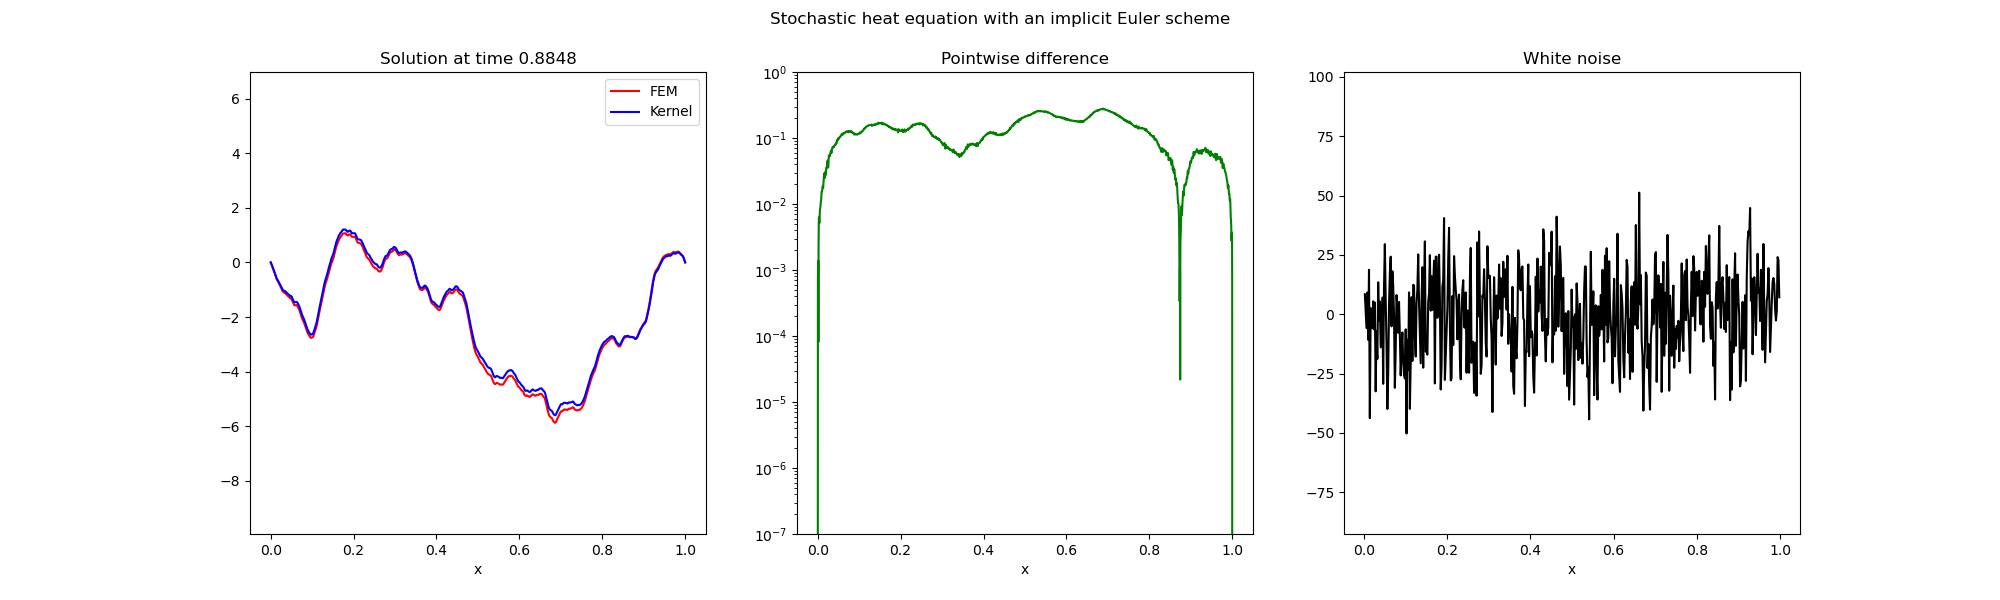 Stochastic heat equation with an implicit Euler scheme
Solution at time 0.8848
FEM
Kernel
6
4
2
0
−2
−4
−6
−8
0.0 0.2 0.4 0.6 0.8 1.0
x
Pointwise difference
10⁰
10⁻¹
10⁻²
10⁻³
10⁻⁴
10⁻⁵
10⁻⁶
10⁻⁷
0.0 0.2 0.4 0.6 0.8 1.0
x
White noise
100
75
50
25
0
−25
−50
−75
0.0 0.2 0.4 0.6 0.8 1.0
x